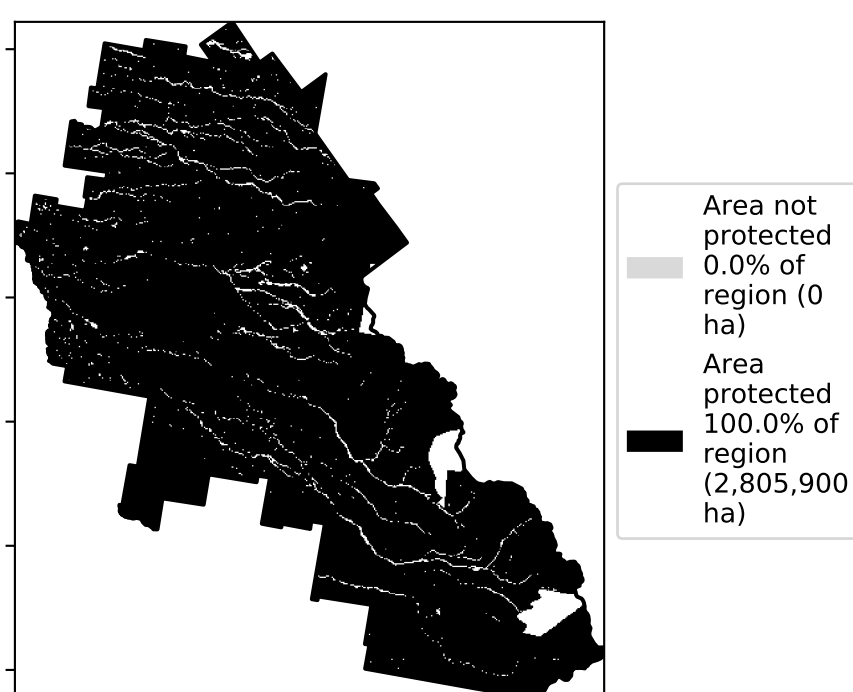 Area not
protected
0.0% of
region (0
ha)
Area
protected
100.0% of
region
(2,805,900
ha)